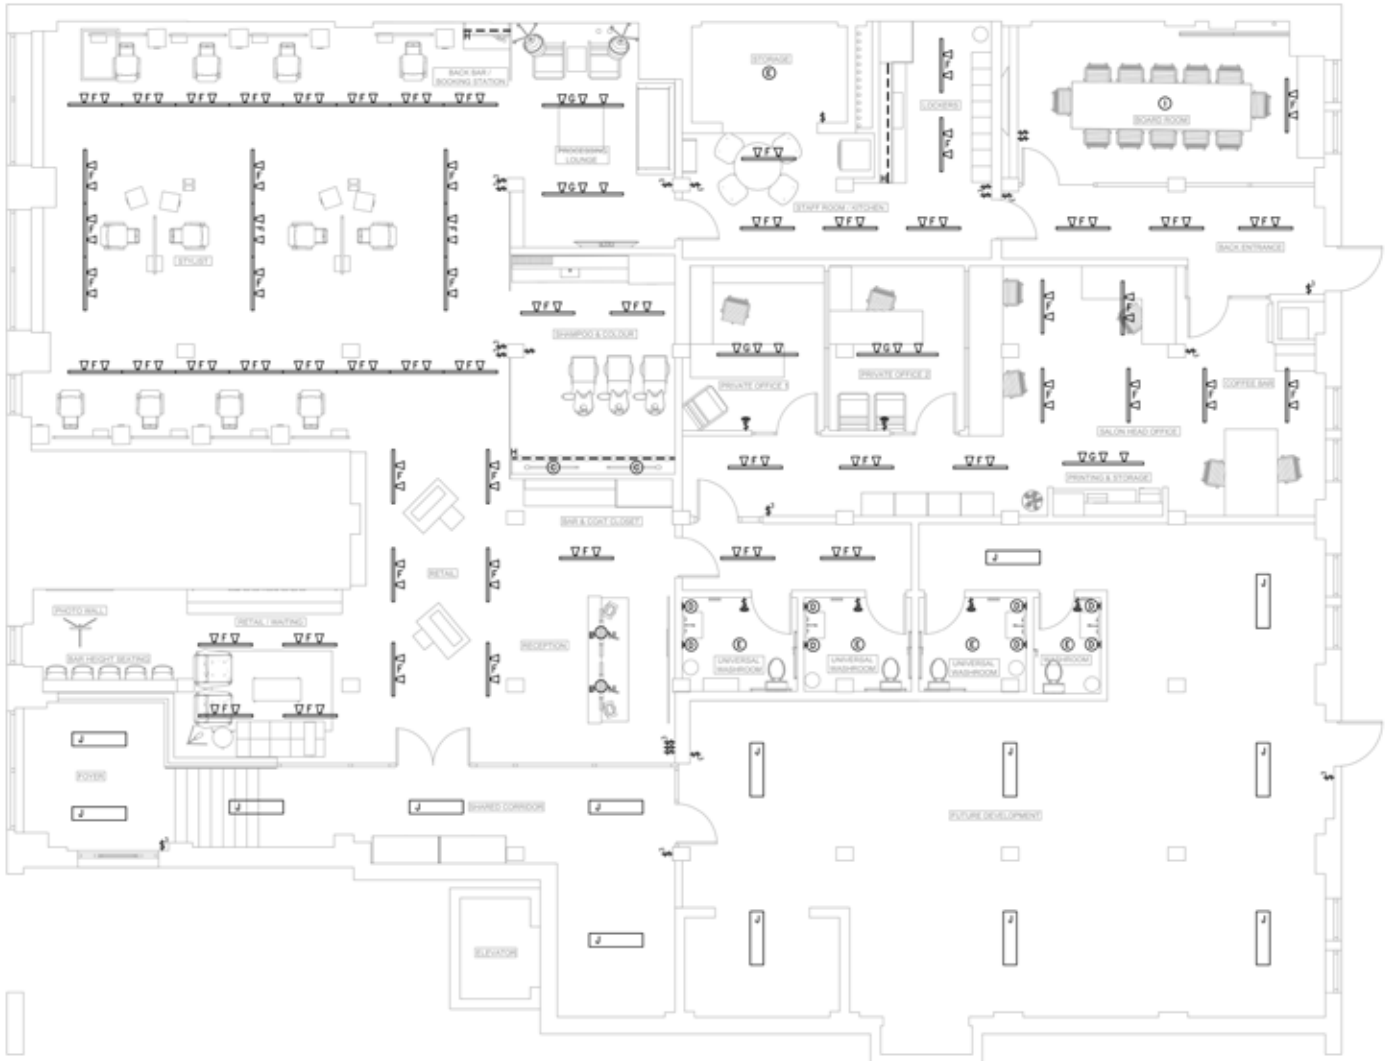 H
BACK BAR /
BOOKING STATION
STORAGE
E
LOCKERS
F
F
I
BOARD ROOM
F
F F F F F F F F
G
PROCESSING
LOUNGE
G
F
STAFF ROOM / KITCHEN
H
F F F
F F F
BACK ENTRANCE
F F F
F F F
F F F
STYLIST
F F
SHAMPOO & COLOUR
F F F F F F F F
G
PRIVATE OFFICE 1
G
PRIVATE OFFICE 2
F F
F F F F
COFFEE BAR
SALON HEAD OFFICE
H
C C
F F F
G
PRINTING & STORAGE
F F
BAR & COAT CLOSET
F
F F
RETAIL
F F
J
J
PHOTO WALL
RETAIL / WAITING
F F
BAR HEIGHT SEATING
RECEPTION
F F
F F
D
D
E
UNIVERSAL
WASHROOM
D
D
E
UNIVERSAL
WASHROOM
D
D
E
UNIVERSAL
WASHROOM
D
D
E
WASHROOM
J
FOYER
J
J J J
SHARED CORRIDOR
J J J
FUTURE DEVELOPMENT
J
ELEVATOR
J J J